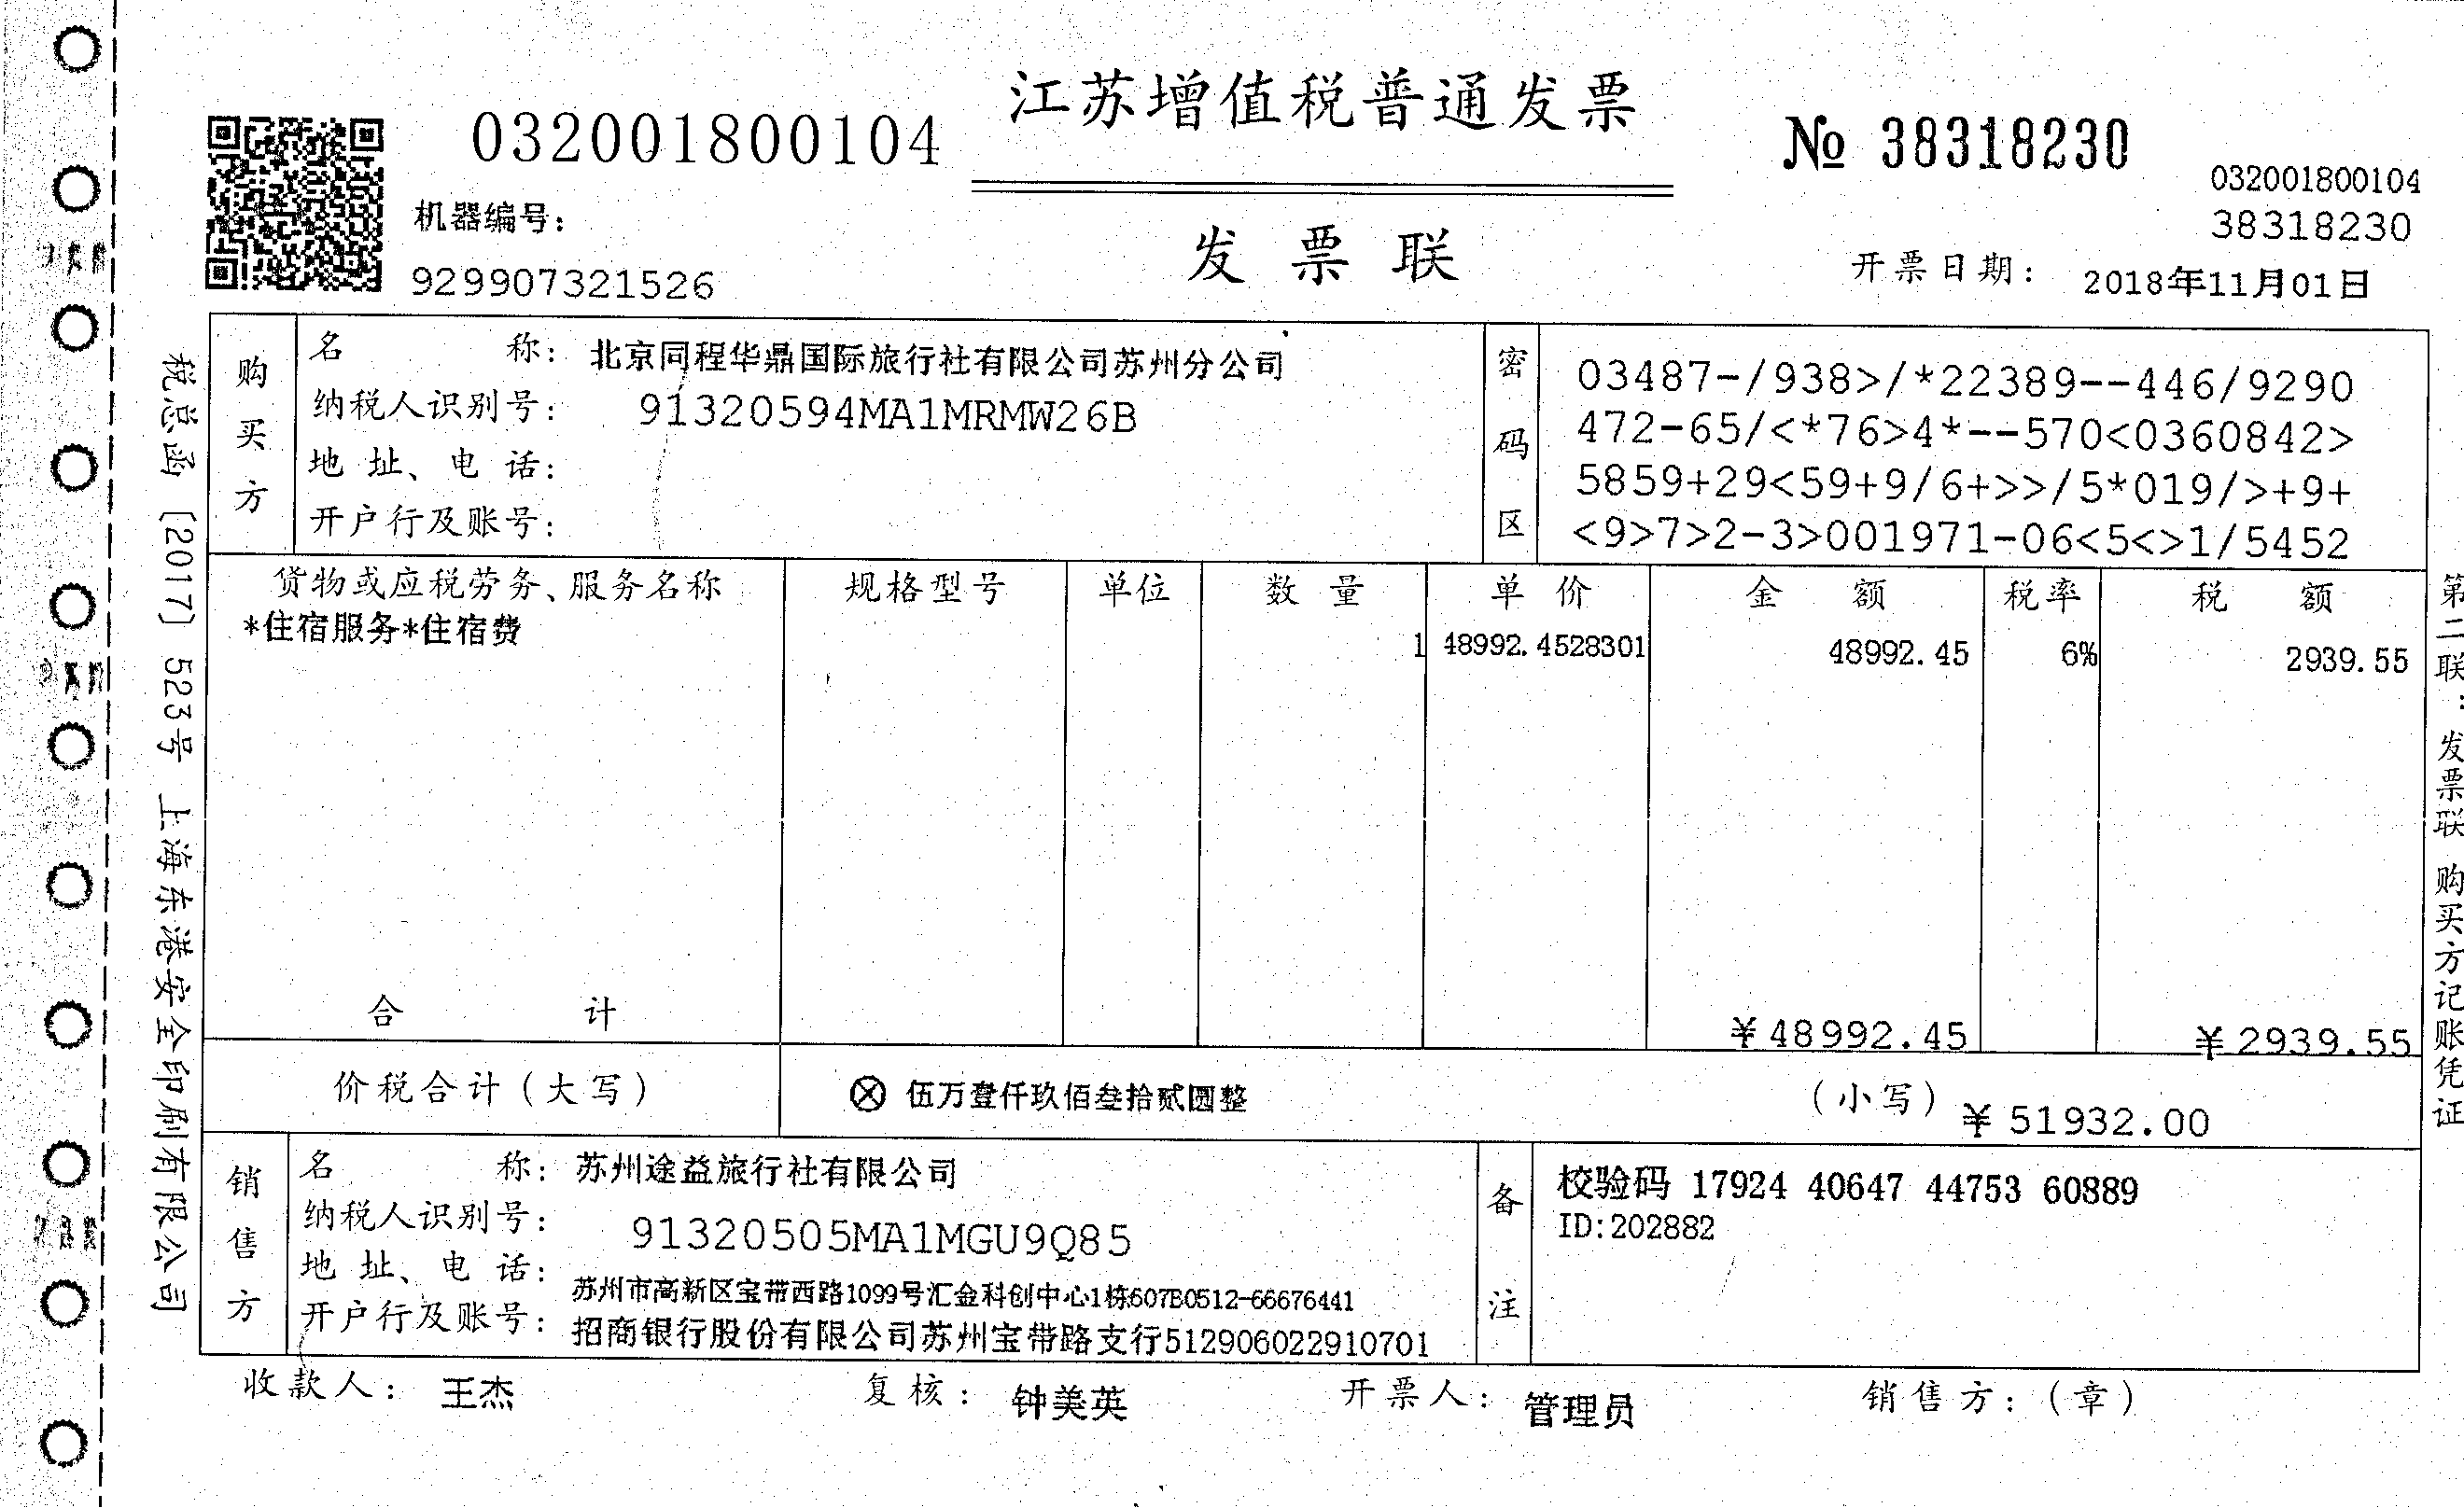 江苏增值税普通发票
032001800104
№ 38318230
032001800104
38318230
机器编号：
929907321526
发票联
开票日期： 2018年11月01日
税总函〔2017〕523号 上海东港安全印刷有限公司
购买方
名称：北京同程华鼎国际旅行社有限公司苏州分公司
纳税人识别号：91320594MA1MRMW26B
地址、电话：
开户行及账号：
密码区
03487-/938>/*22389--446/9290
472-65/<*76>4*--570<0360842>
5859+29<59+9/6+>>/5*019/>+9+
<9>7>2-3>001971-06<5<>1/5452
货物或应税劳务、服务名称 规格型号 单位 数量 单价 金额 税率 税额
*住宿服务*住宿费 1 48992.4528301 48992.45 6% 2939.55
合计 ¥48992.45 ¥2939.55
价税合计（大写） ⊗ 伍万壹仟玖佰叁拾贰圆整 （小写）¥51932.00
销售方
名称：苏州途益旅行社有限公司
纳税人识别号：91320505MA1MGU9Q85
地址、电话：苏州市高新区宝带西路1099号汇金科创中心1栋607B0512-66676441
开户行及账号：招商银行股份有限公司苏州宝带路支行512906022910701
备注
校验码 17924 40647 44753 60889
ID:202882
收款人：王杰 复核：钟美英 开票人：管理员 销售方：（章）
第二联：发票联 购买方记账凭证